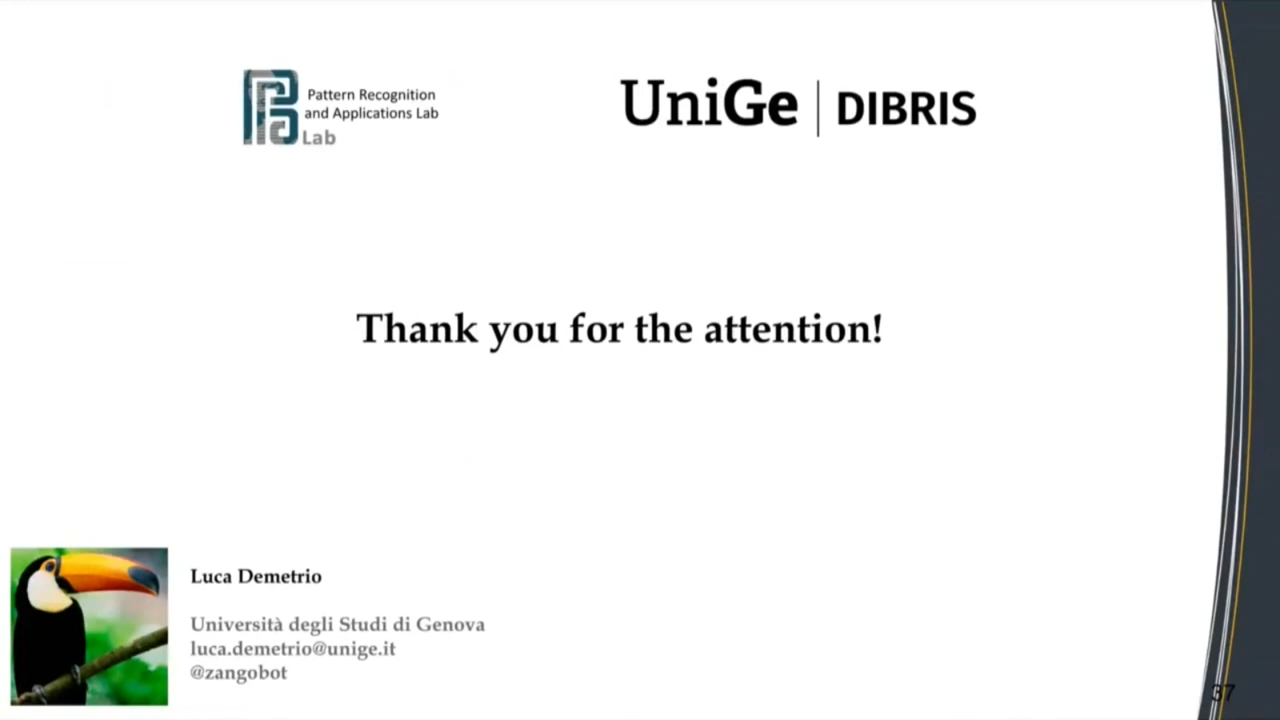 Pattern Recognition
and Applications Lab
Lab
UniGe | DIBRIS
Thank you for the attention!
Luca Demetrio
Università degli Studi di Genova
luca.demetrio@unige.it
@zangobot
37